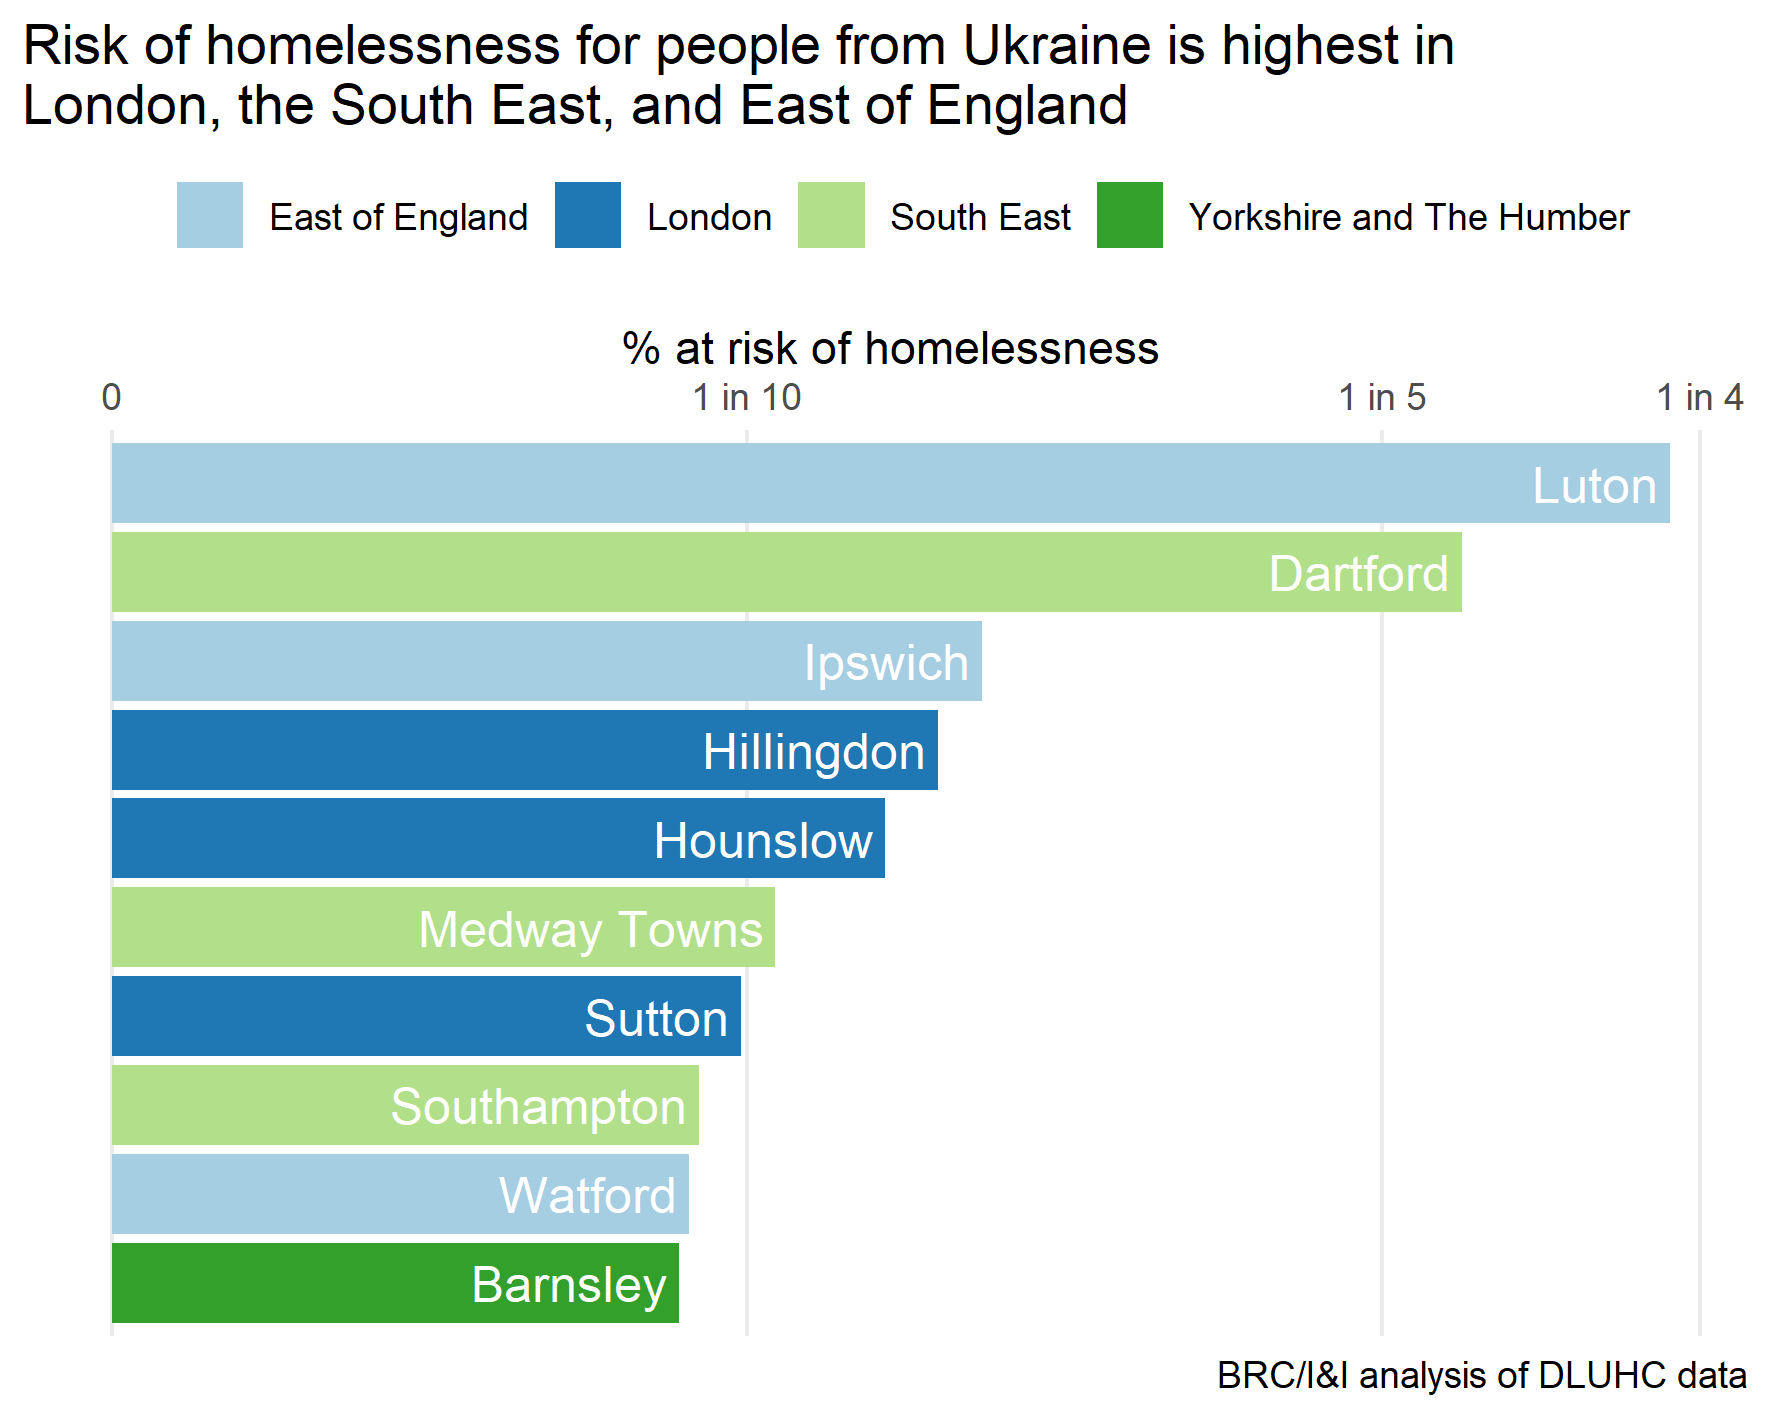 Risk of homelessness for people from Ukraine is highest in
London, the South East, and East of England
East of England London South East Yorkshire and The Humber
% at risk of homelessness
0 1 in 10 1 in 5 1 in 4
Luton
Dartford
Ipswich
Hillingdon
Hounslow
Medway Towns
Sutton
Southampton
Watford
Barnsley
BRC/I&I analysis of DLUHC data